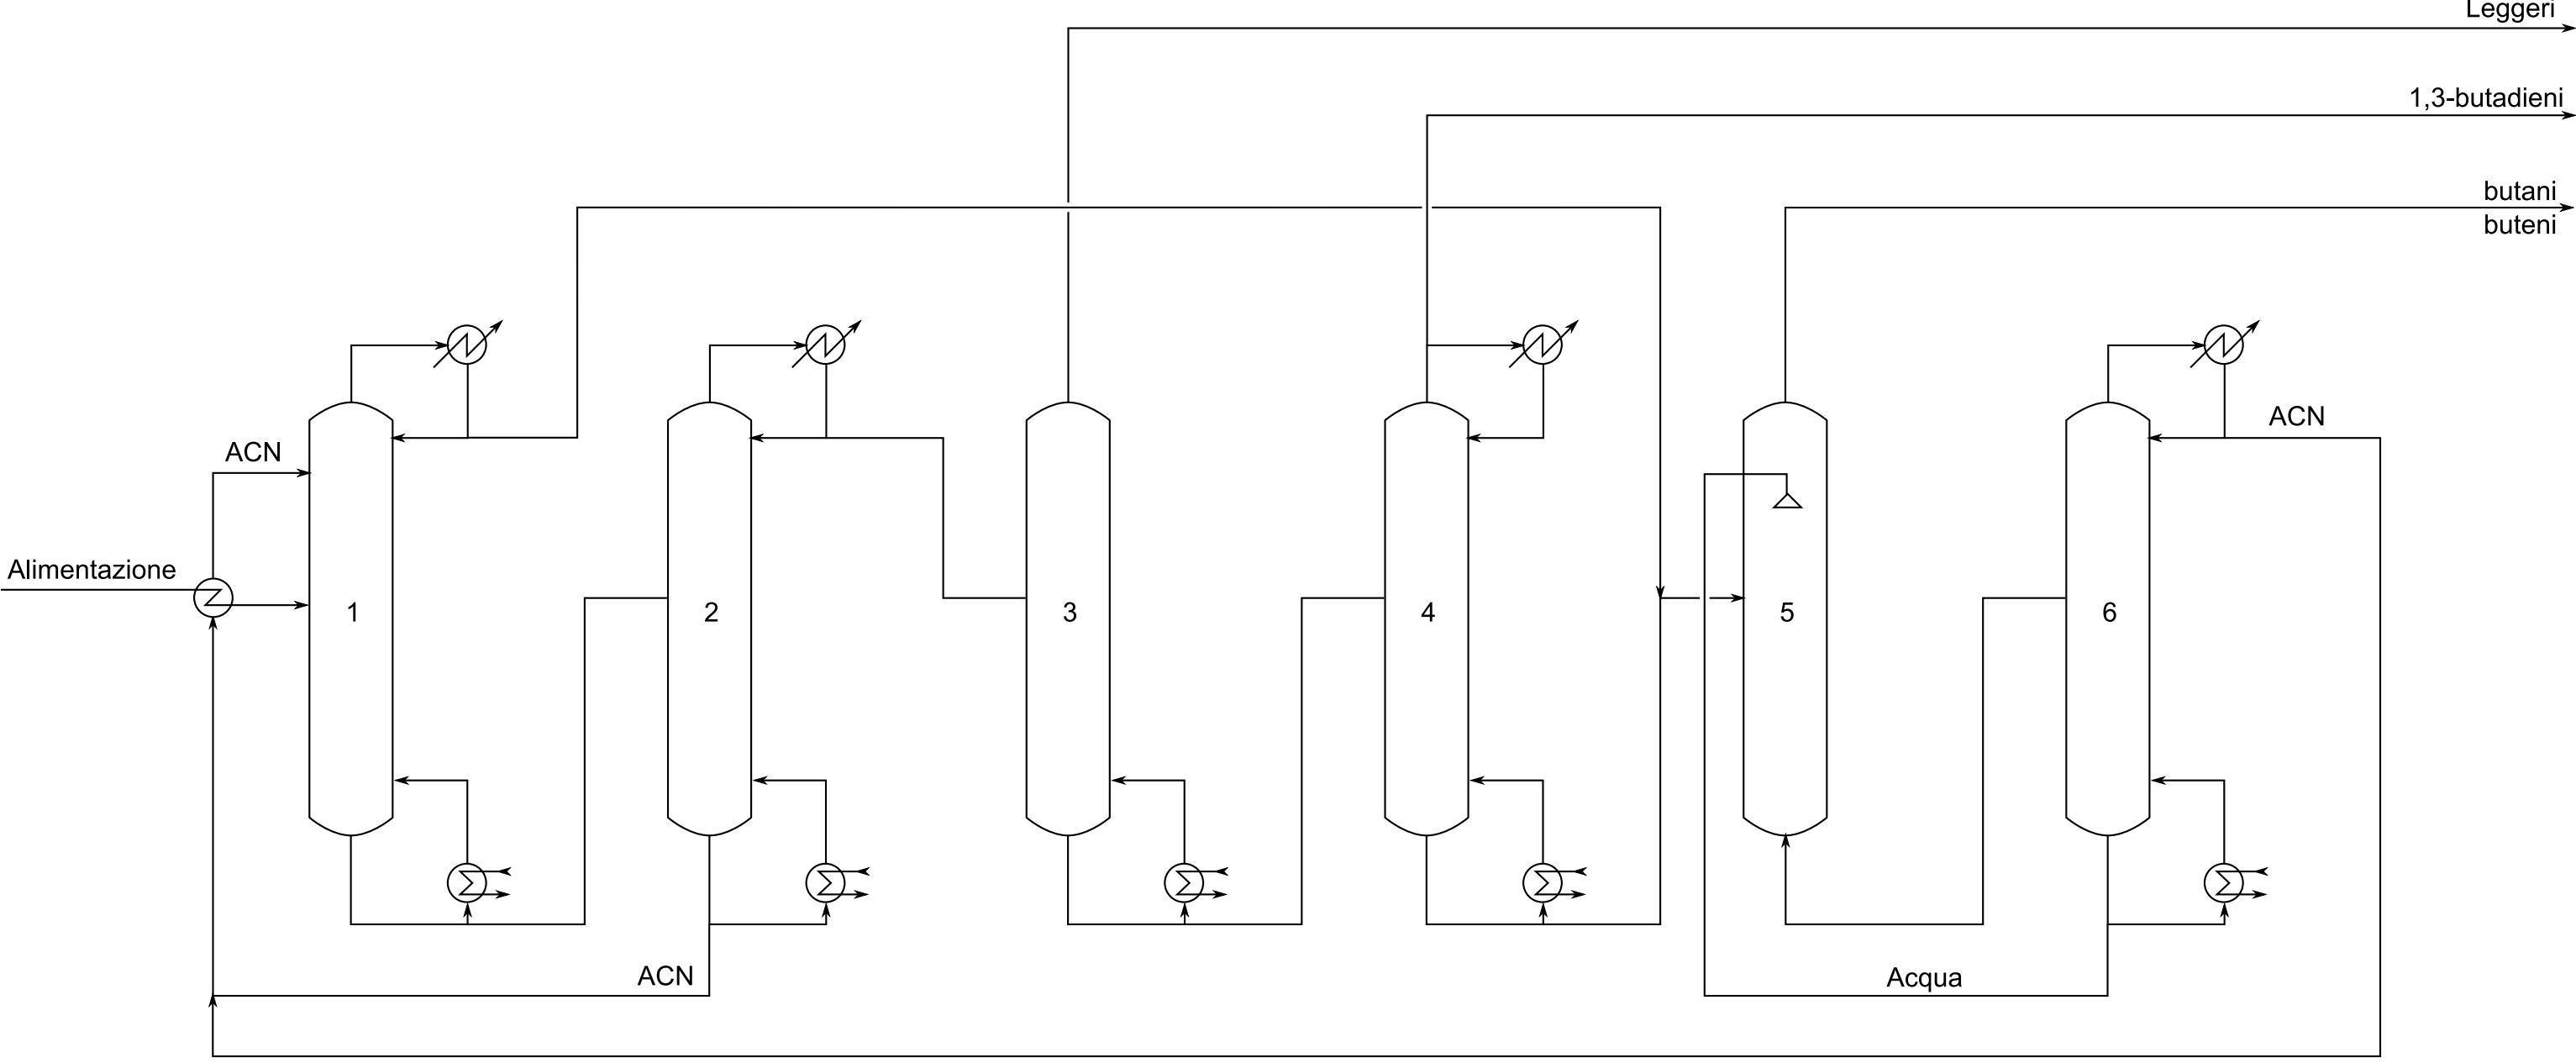 Leggeri
1,3-butadieni
butani
buteni
ACN
ACN
Alimentazione
1
2
3
4
5
6
ACN
Acqua